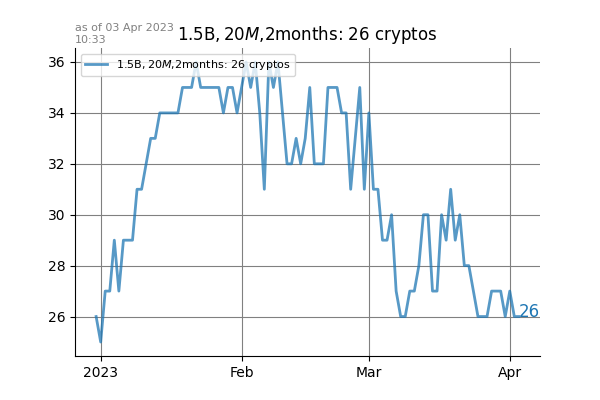 as of 03 Apr 2023
10:33
1.5B, 20M,2months: 26 cryptos
1.5B, 20M,2months: 26 cryptos
36
34
32
30
28
26
26
2023
Feb
Mar
Apr